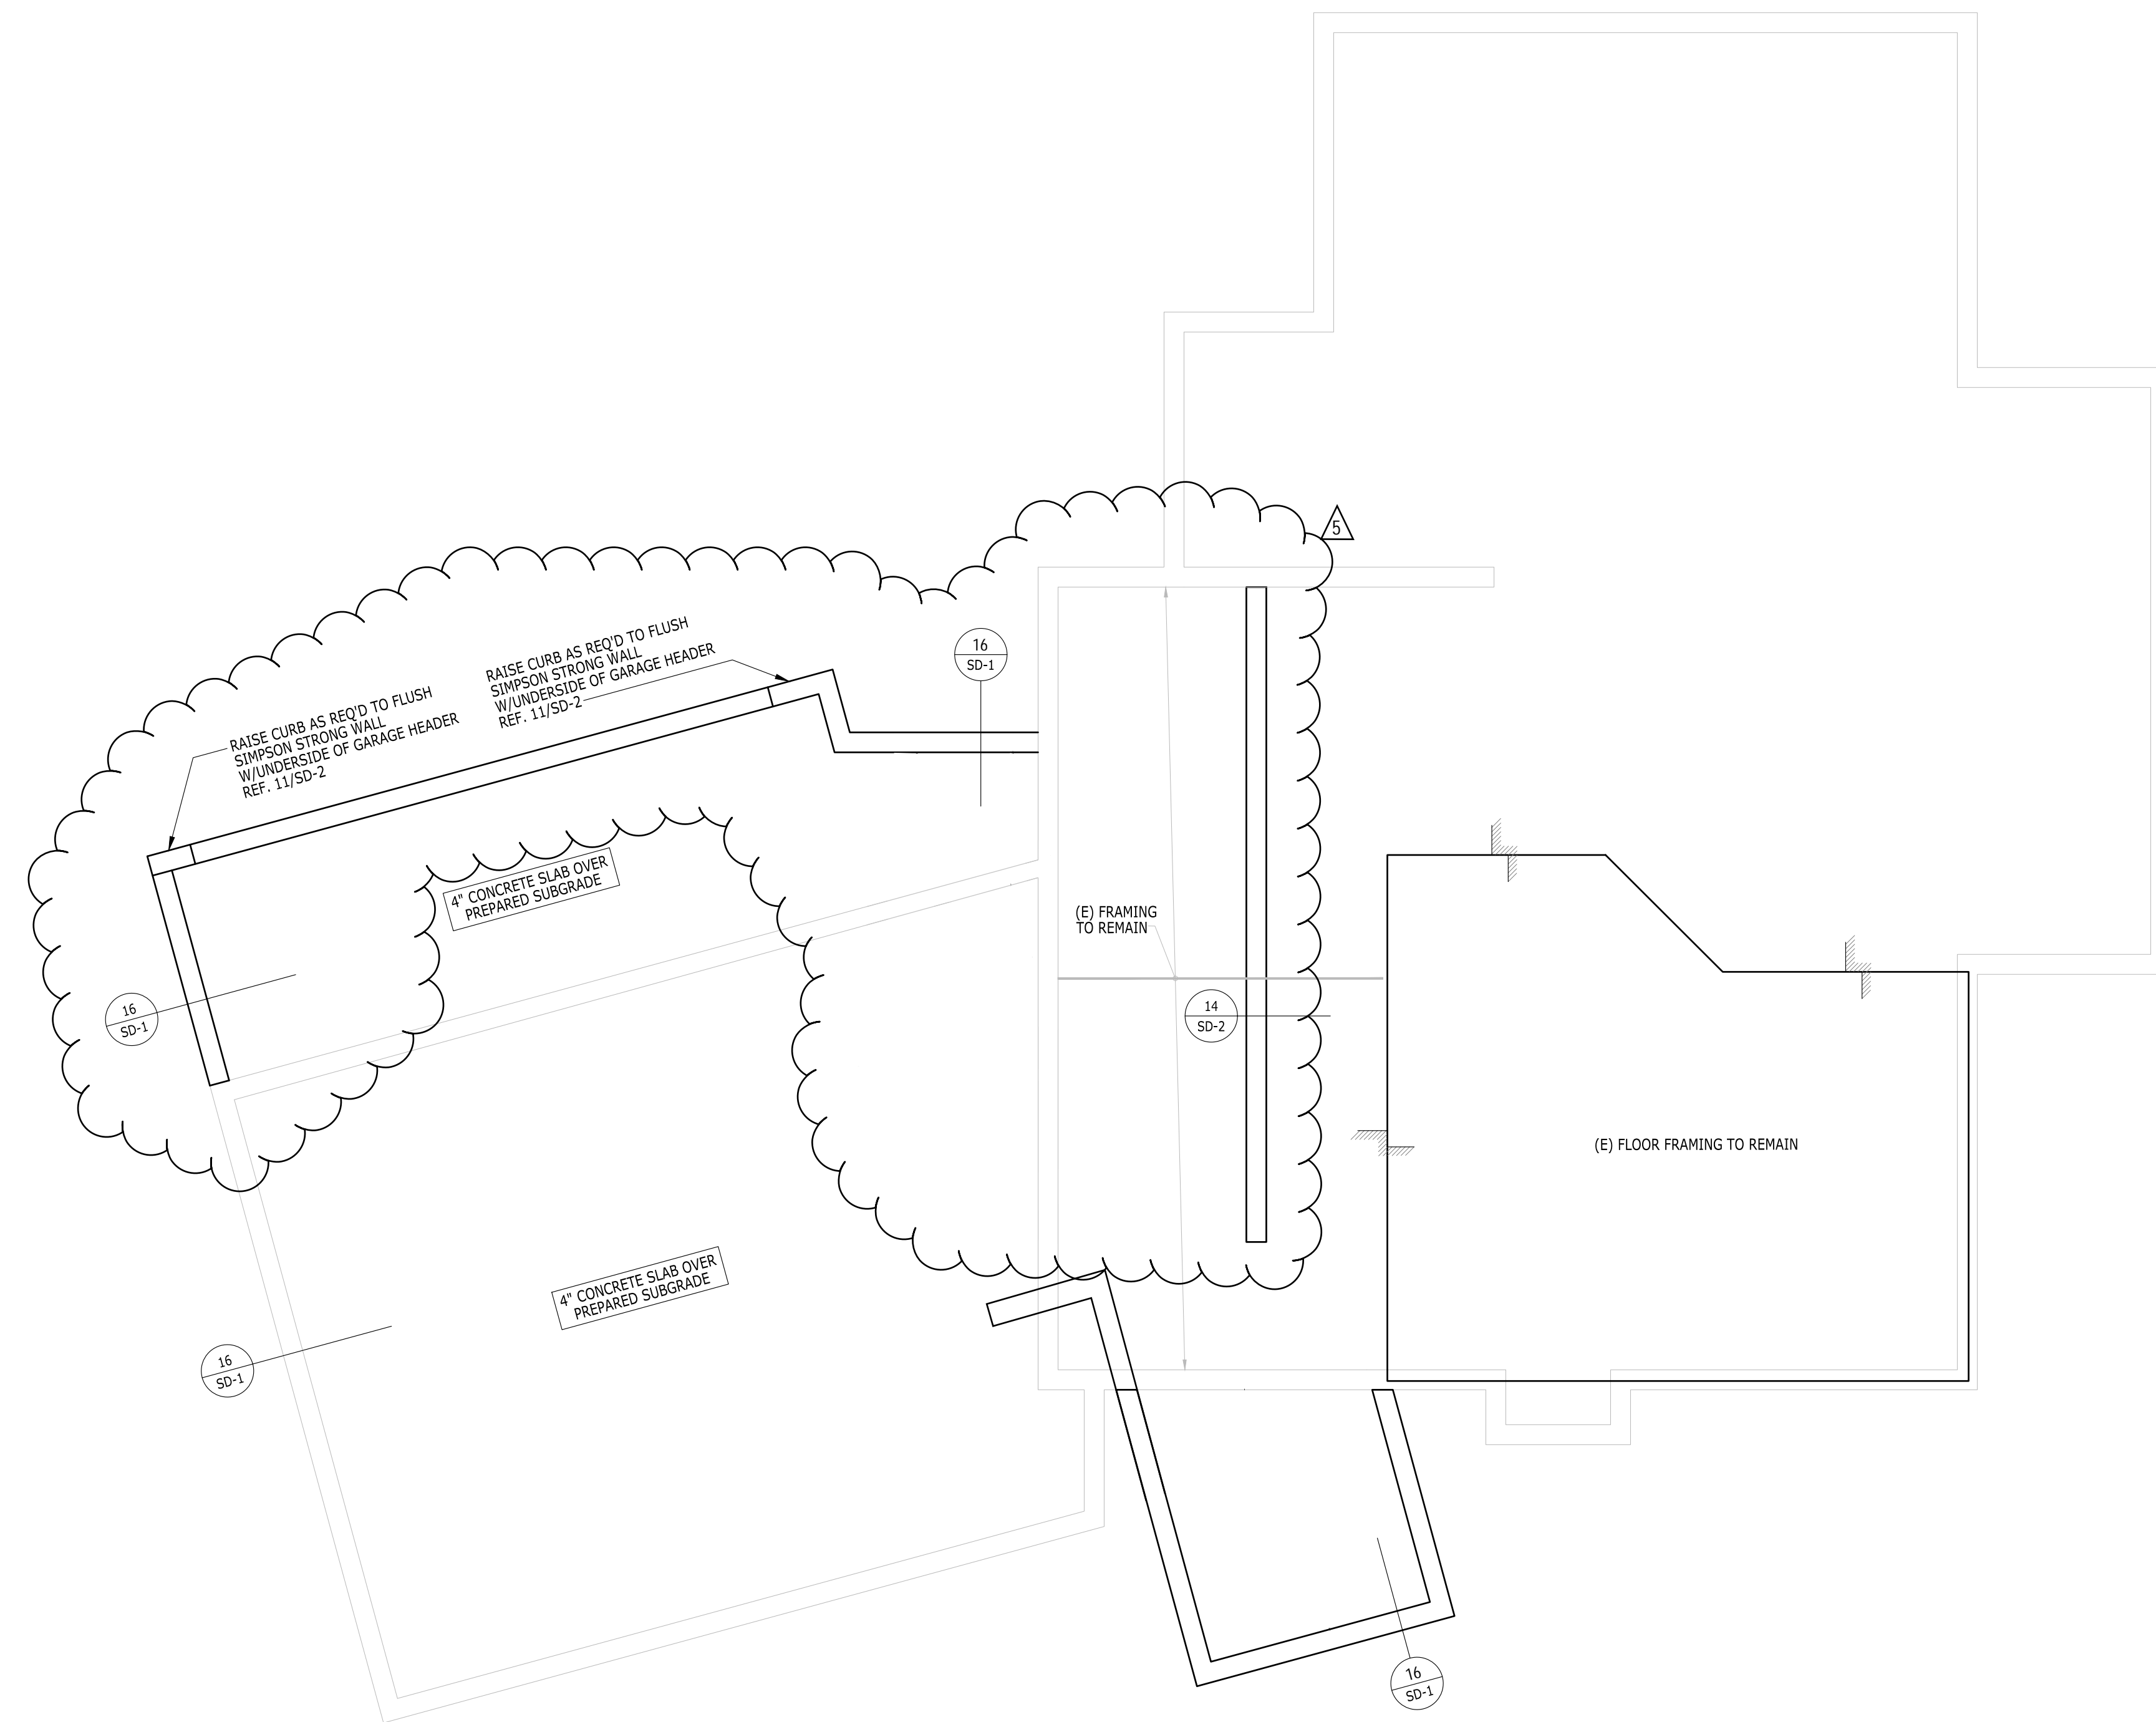 5
RAISE CURB AS REQ'D TO FLUSH
SIMPSON STRONG WALL
W/UNDERSIDE OF GARAGE HEADER
REF. 11/SD-2
16
SD-1
RAISE CURB AS REQ'D TO FLUSH
SIMPSON STRONG WALL
W/UNDERSIDE OF GARAGE HEADER
REF. 11/SD-2
4" CONCRETE SLAB OVER
PREPARED SUBGRADE
(E) FRAMING
TO REMAIN
16
SD-1
14
SD-2
(E) FLOOR FRAMING TO REMAIN
4" CONCRETE SLAB OVER
PREPARED SUBGRADE
16
SD-1
16
SD-1